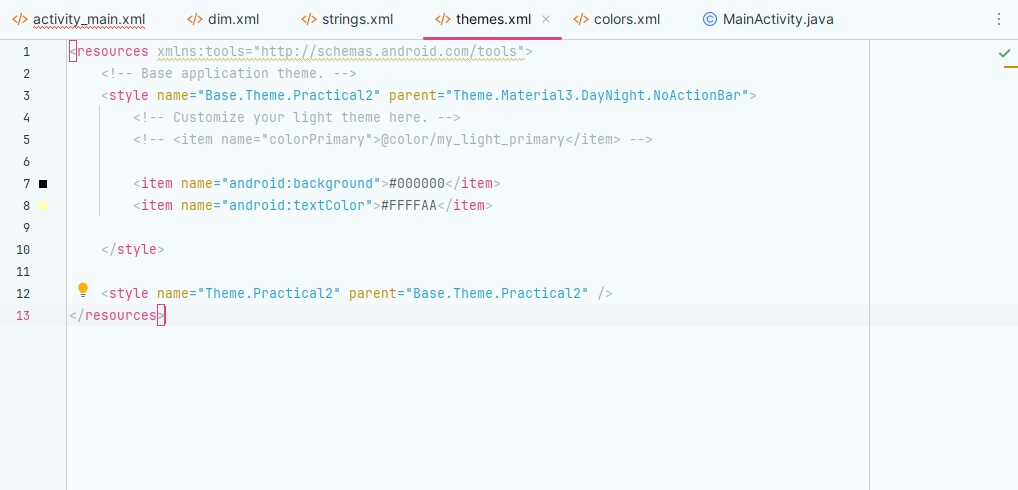 </> activity_main.xml </> dim.xml </> strings.xml </> themes.xml × </> colors.xml © MainActivity.java
1 <resources xmlns:tools="http://schemas.android.com/tools">
2 <!-- Base application theme. -->
3 <style name="Base.Theme.Practical2" parent="Theme.Material3.DayNight.NoActionBar">
4 <!-- Customize your light theme here. -->
5 <!-- <item name="colorPrimary">@color/my_light_primary</item> -->
6
7 <item name="android:background">#000000</item>
8 <item name="android:textColor">#FFFFAA</item>
9
10 </style>
11
12 <style name="Theme.Practical2" parent="Base.Theme.Practical2" />
13 </resources>